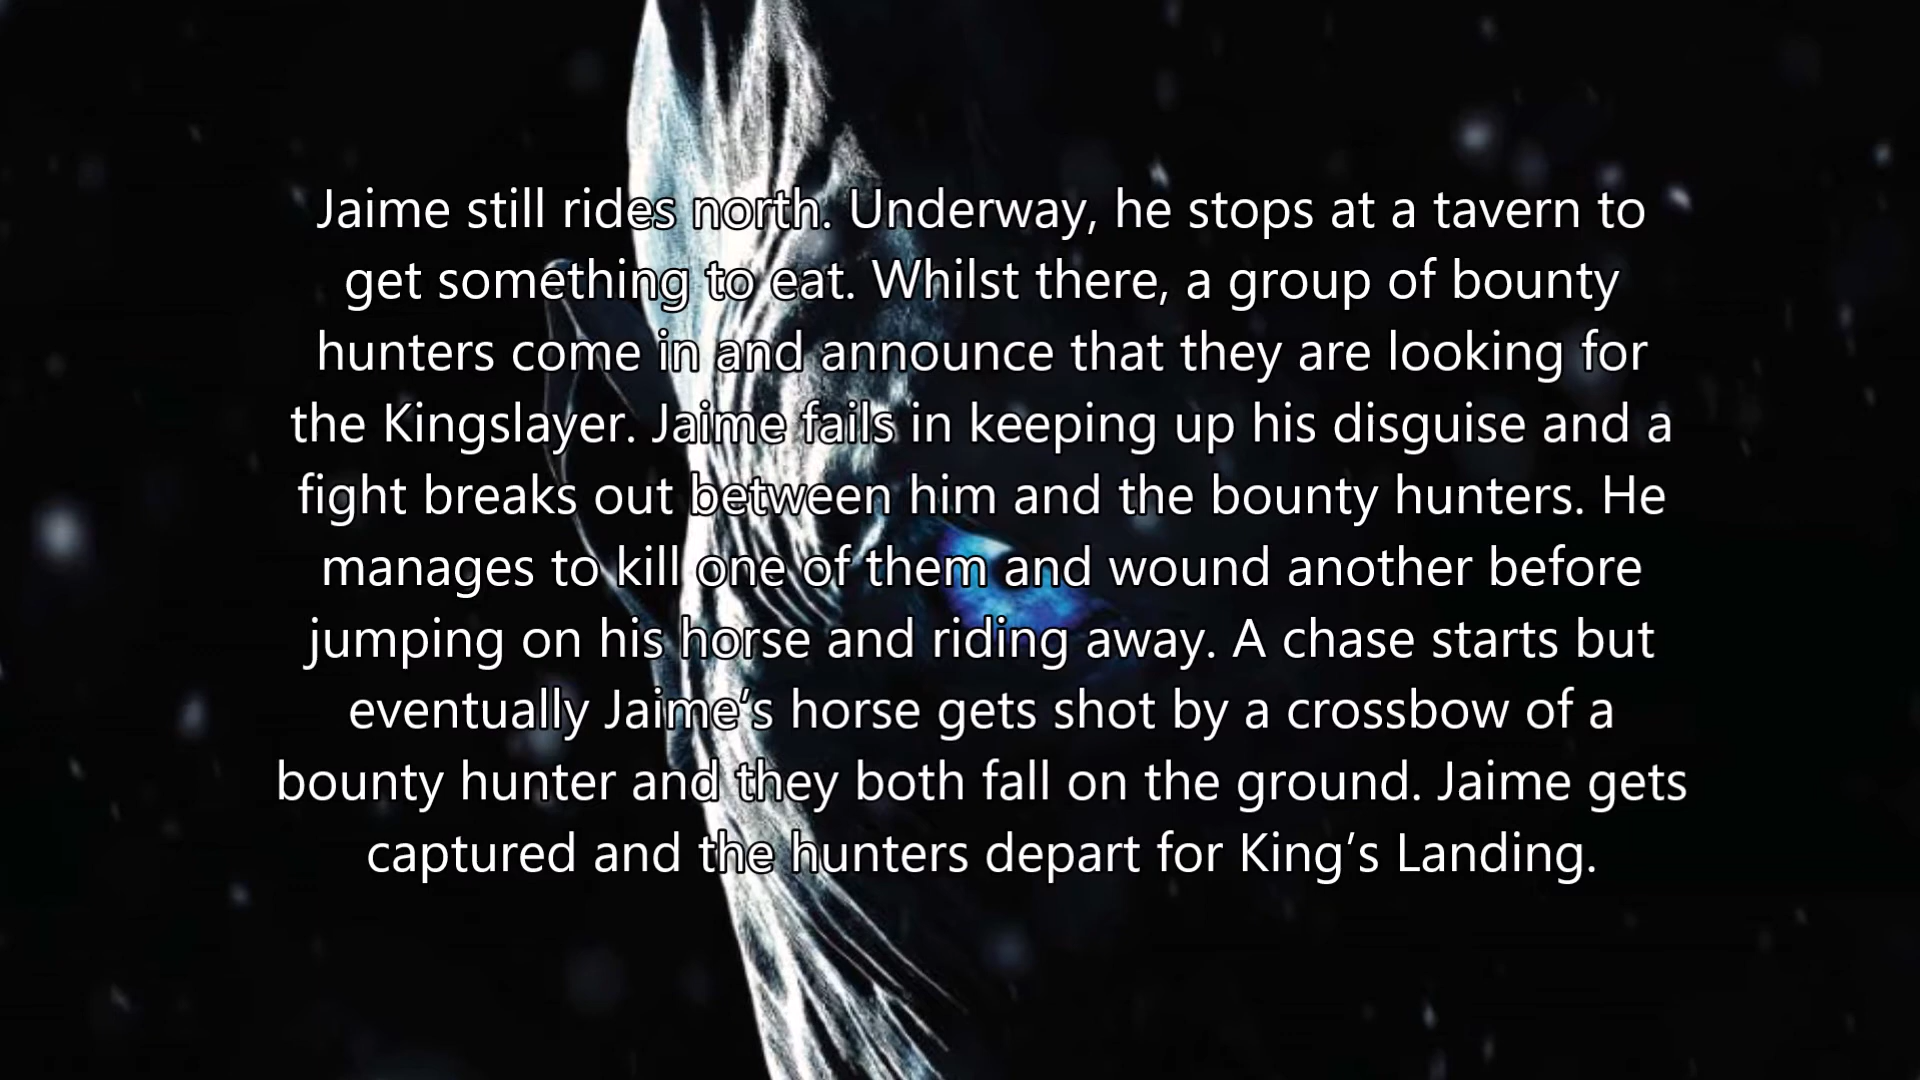 Jaime still rides north. Underway, he stops at a tavern to
get something to eat. Whilst there, a group of bounty
hunters come in and announce that they are looking for
the Kingslayer. Jaime fails in keeping up his disguise and a
fight breaks out between him and the bounty hunters. He
manages to kill one of them and wound another before
jumping on his horse and riding away. A chase starts but
eventually Jaime’s horse gets shot by a crossbow of a
bounty hunter and they both fall on the ground. Jaime gets
captured and the hunters depart for King’s Landing.